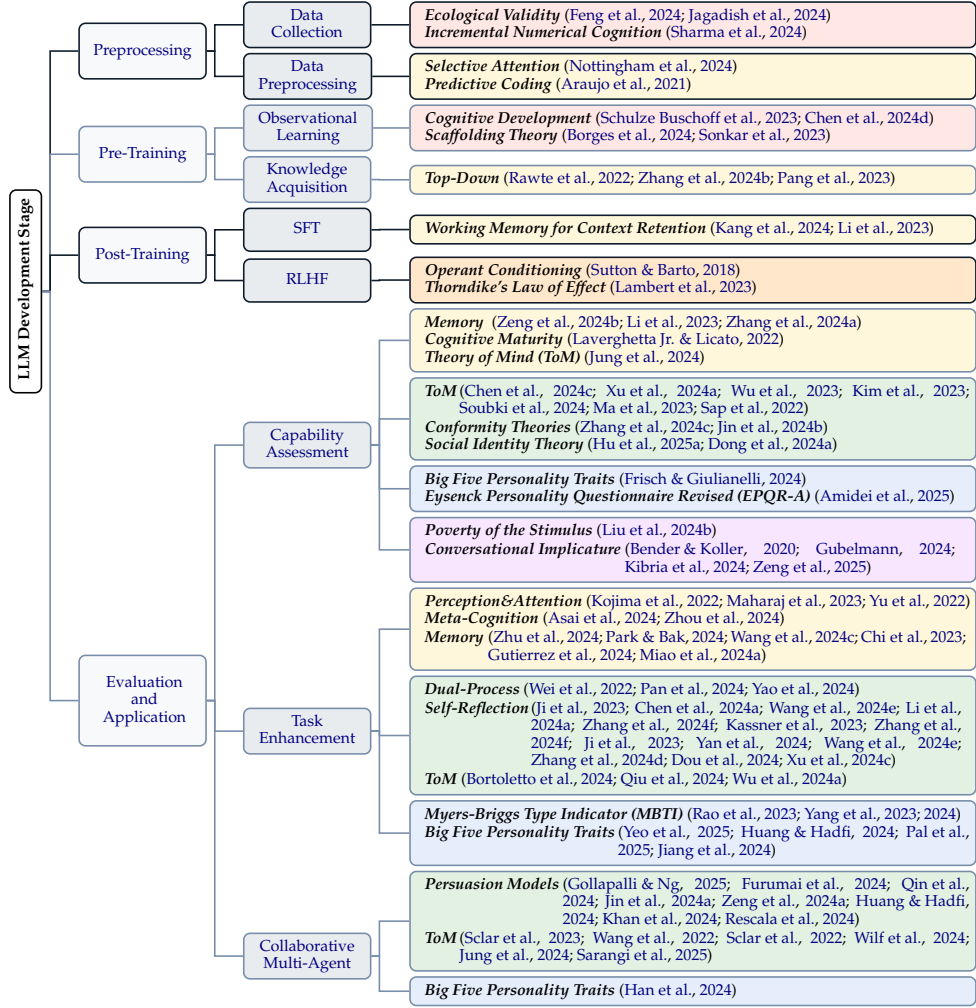 LLM Development Stage
Preprocessing
Data
Collection
Ecological Validity (Feng et al., 2024; Jagadish et al., 2024)
Incremental Numerical Cognition (Sharma et al., 2024)
Data
Preprocessing
Selective Attention (Nottingham et al., 2024)
Predictive Coding (Araujo et al., 2021)
Pre-Training
Observational
Learning
Cognitive Development (Schulze Buschoff et al., 2023; Chen et al., 2024d)
Scaffolding Theory (Borges et al., 2024; Sonkar et al., 2023)
Knowledge
Acquisition
Top-Down (Rawte et al., 2022; Zhang et al., 2024b; Pang et al., 2023)
Post-Training
SFT
Working Memory for Context Retention (Kang et al., 2024; Li et al., 2023)
RLHF
Operant Conditioning (Sutton & Barto, 2018)
Thorndike's Law of Effect (Lambert et al., 2023)
Evaluation
and
Application
Capability
Assessment
Memory (Zeng et al., 2024b; Li et al., 2023; Zhang et al., 2024a)
Cognitive Maturity (Laverghetta Jr. & Licato, 2022)
Theory of Mind (ToM) (Jung et al., 2024)
ToM (Chen et al., 2024c; Xu et al., 2024a; Wu et al., 2023; Kim et al., 2023;
Soubki et al., 2024; Ma et al., 2023; Sap et al., 2022)
Conformity Theories (Zhang et al., 2024c; Jin et al., 2024b)
Social Identity Theory (Hu et al., 2025a; Dong et al., 2024a)
Big Five Personality Traits (Frisch & Giulianelli, 2024)
Eysenck Personality Questionnaire Revised (EPQR-A) (Amidei et al., 2025)
Poverty of the Stimulus (Liu et al., 2024b)
Conversational Implicature (Bender & Koller, 2020; Gubelmann, 2024;
Kibria et al., 2024; Zeng et al., 2025)
Task
Enhancement
Perception&Attention (Kojima et al., 2022; Maharaj et al., 2023; Yu et al., 2022)
Meta-Cognition (Asai et al., 2024; Zhou et al., 2024)
Memory (Zhu et al., 2024; Park & Bak, 2024; Wang et al., 2024c; Chi et al., 2023;
Gutierrez et al., 2024; Miao et al., 2024a)
Dual-Process (Wei et al., 2022; Pan et al., 2024; Yao et al., 2024)
Self-Reflection (Ji et al., 2023; Chen et al., 2024a; Wang et al., 2024e; Li et al.,
2024a; Zhang et al., 2024f; Kassner et al., 2023; Zhang et al.,
2024f; Ji et al., 2023; Yan et al., 2024; Wang et al., 2024e;
Zhang et al., 2024d; Dou et al., 2024; Xu et al., 2024c)
ToM (Bortoletto et al., 2024; Qiu et al., 2024; Wu et al., 2024a)
Myers-Briggs Type Indicator (MBTI) (Rao et al., 2023; Yang et al., 2023; 2024)
Big Five Personality Traits (Yeo et al., 2025; Huang & Hadfi, 2024; Pal et al.,
2025; Jiang et al., 2024)
Collaborative
Multi-Agent
Persuasion Models (Gollapalli & Ng, 2025; Furumai et al., 2024; Qin et al.,
2024; Jin et al., 2024a; Zeng et al., 2024a; Huang & Hadfi,
2024; Khan et al., 2024; Rescala et al., 2024)
ToM (Sclar et al., 2023; Wang et al., 2022; Sclar et al., 2022; Wilf et al., 2024;
Jung et al., 2024; Sarangi et al., 2025)
Big Five Personality Traits (Han et al., 2024)